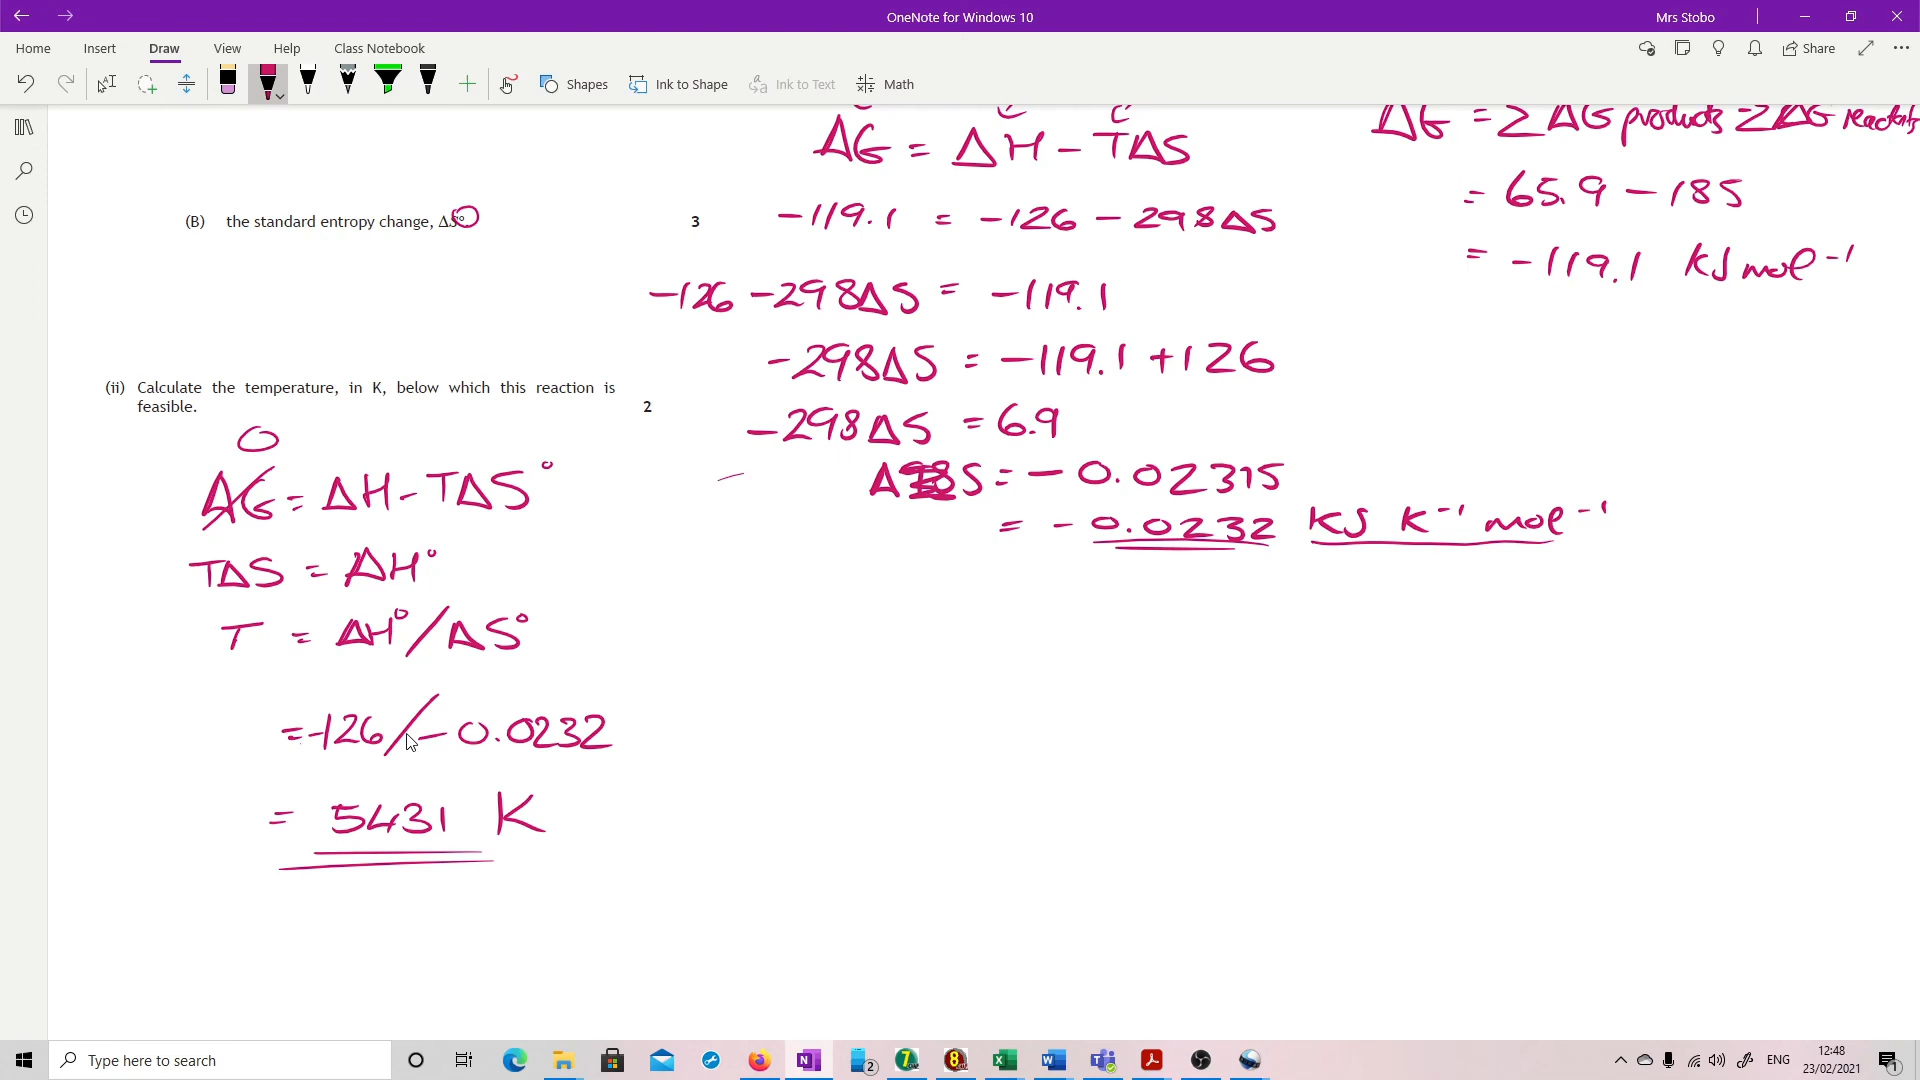 OneNote for Windows 10
Mrs Stobo
Home Insert Draw View Help Class Notebook
Share
Shapes Ink to Shape Ink to Text Math
ΔG = ΣΔG products - ΣΔG reactants
ΔG = ΔH - TΔS
= 65.9 - 185
(B) the standard entropy change, ΔS°. 3
-119.1 = -126 - 298ΔS
= -119.1 kJ mol⁻¹
-126 - 298ΔS = -119.1
-298ΔS = -119.1 + 126
(ii) Calculate the temperature, in K, below which this reaction is
feasible. 2
-298ΔS = 6.9
ΔS = -0.02315
= -0.0232 kJ K⁻¹ mol⁻¹
0
ΔG = ΔH - TΔS°
TΔS = ΔH°
T = ΔH°/ΔS°
= -126/-0.0232
= 5431 K
Type here to search
2
7
8
ENG
12:48
23/02/2021
1